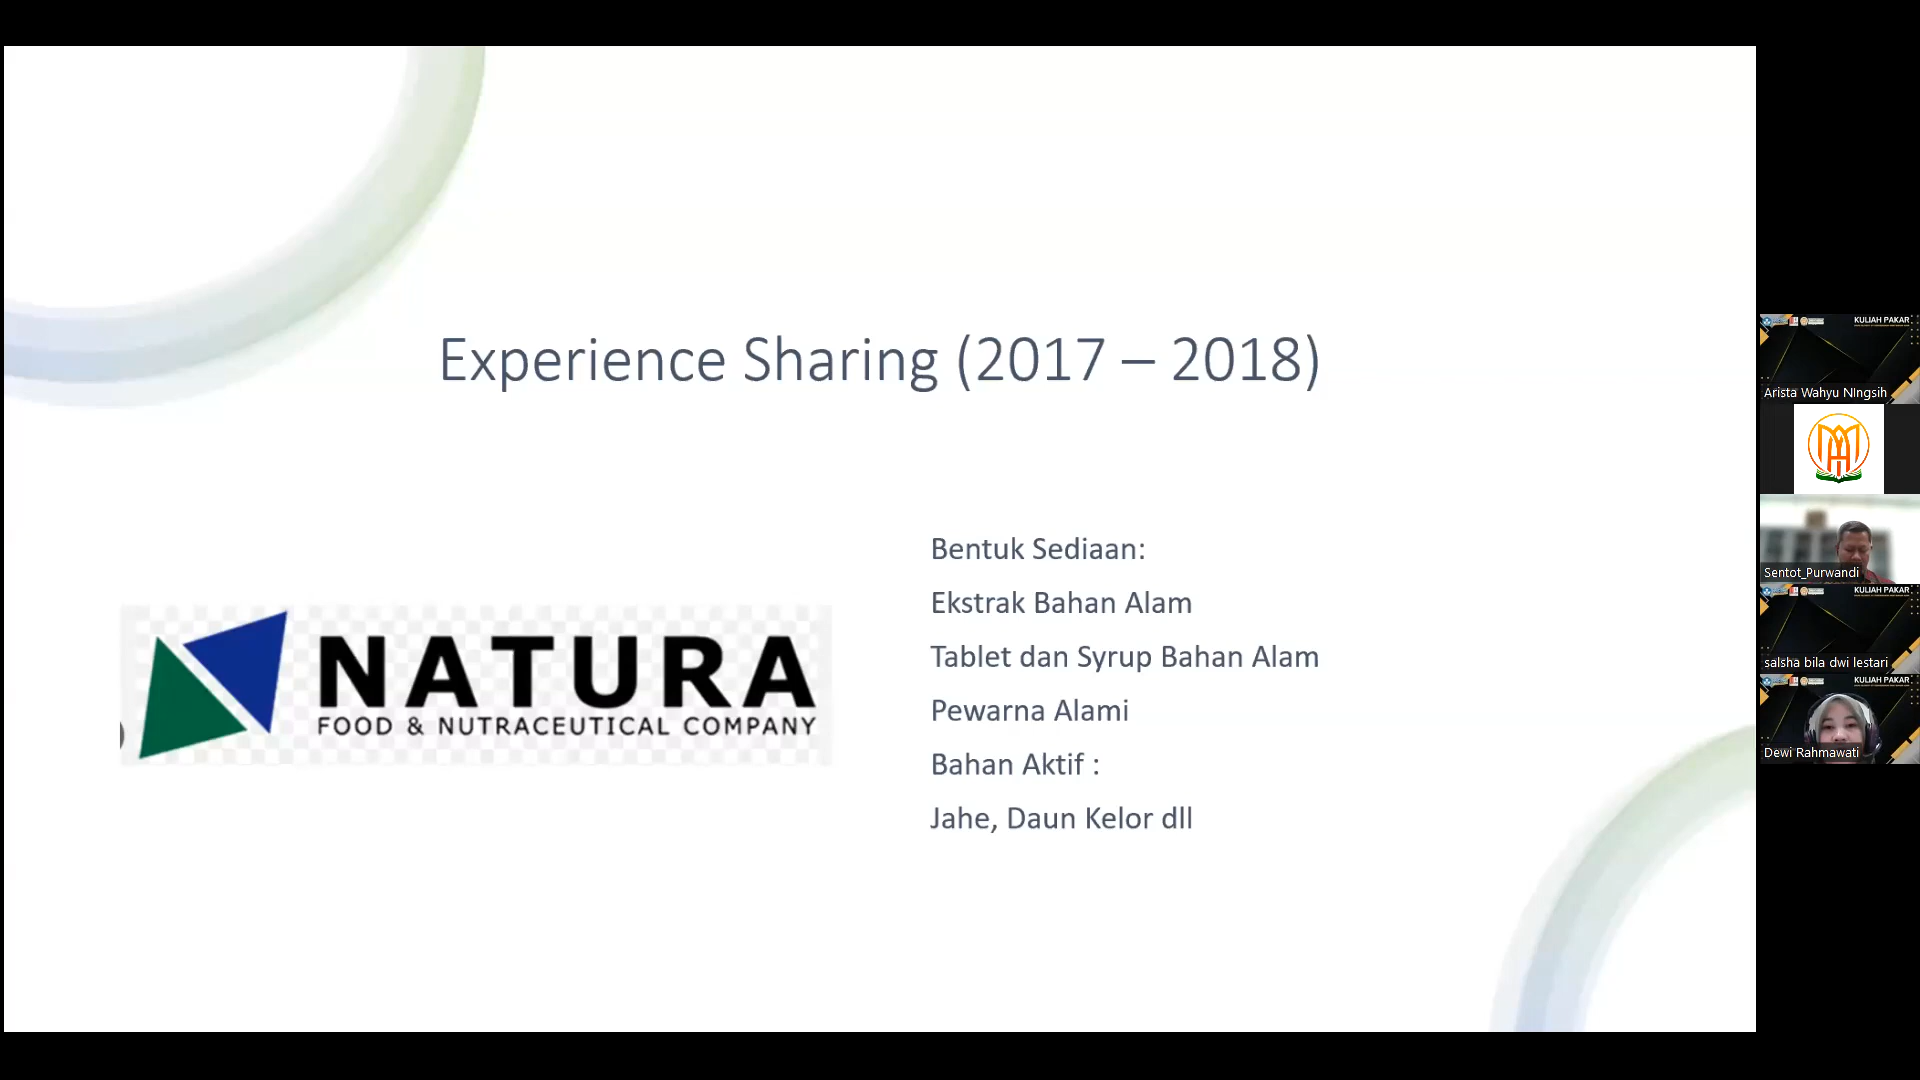 Experience Sharing (2017 – 2018)
NATURA
FOOD & NUTRACEUTICAL COMPANY
Bentuk Sediaan:
Ekstrak Bahan Alam
Tablet dan Syrup Bahan Alam
Pewarna Alami
Bahan Aktif :
Jahe, Daun Kelor dll
KULIAH PAKAR
Arista Wahyu NIngsih
Sentot_Purwandi
KULIAH PAKAR
salsha bila dwi lestari
KULIAH PAKAR
Dewi Rahmawati